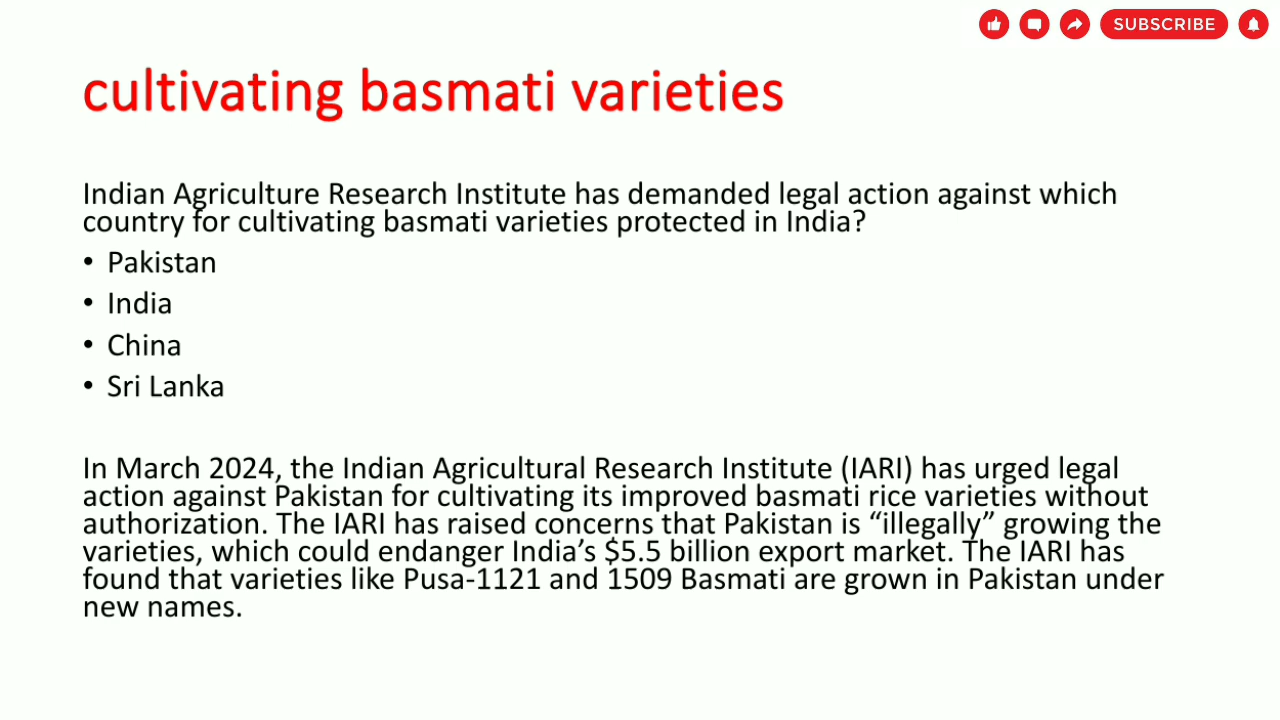 SUBSCRIBE
cultivating basmati varieties
Indian Agriculture Research Institute has demanded legal action against which
country for cultivating basmati varieties protected in India?
• Pakistan
• India
• China
• Sri Lanka
In March 2024, the Indian Agricultural Research Institute (IARI) has urged legal
action against Pakistan for cultivating its improved basmati rice varieties without
authorization. The IARI has raised concerns that Pakistan is “illegally” growing the
varieties, which could endanger India’s $5.5 billion export market. The IARI has
found that varieties like Pusa-1121 and 1509 Basmati are grown in Pakistan under
new names.